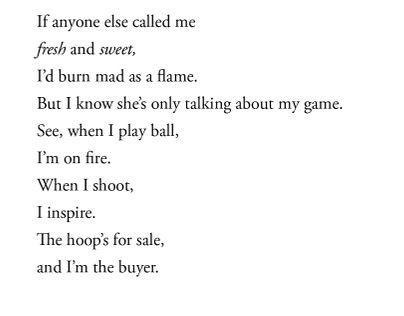 If anyone else called me
fresh and sweet,
I’d burn mad as a flame.
But I know she’s only talking about my game.
See, when I play ball,
I’m on fire.
When I shoot,
I inspire.
The hoop’s for sale,
and I’m the buyer.